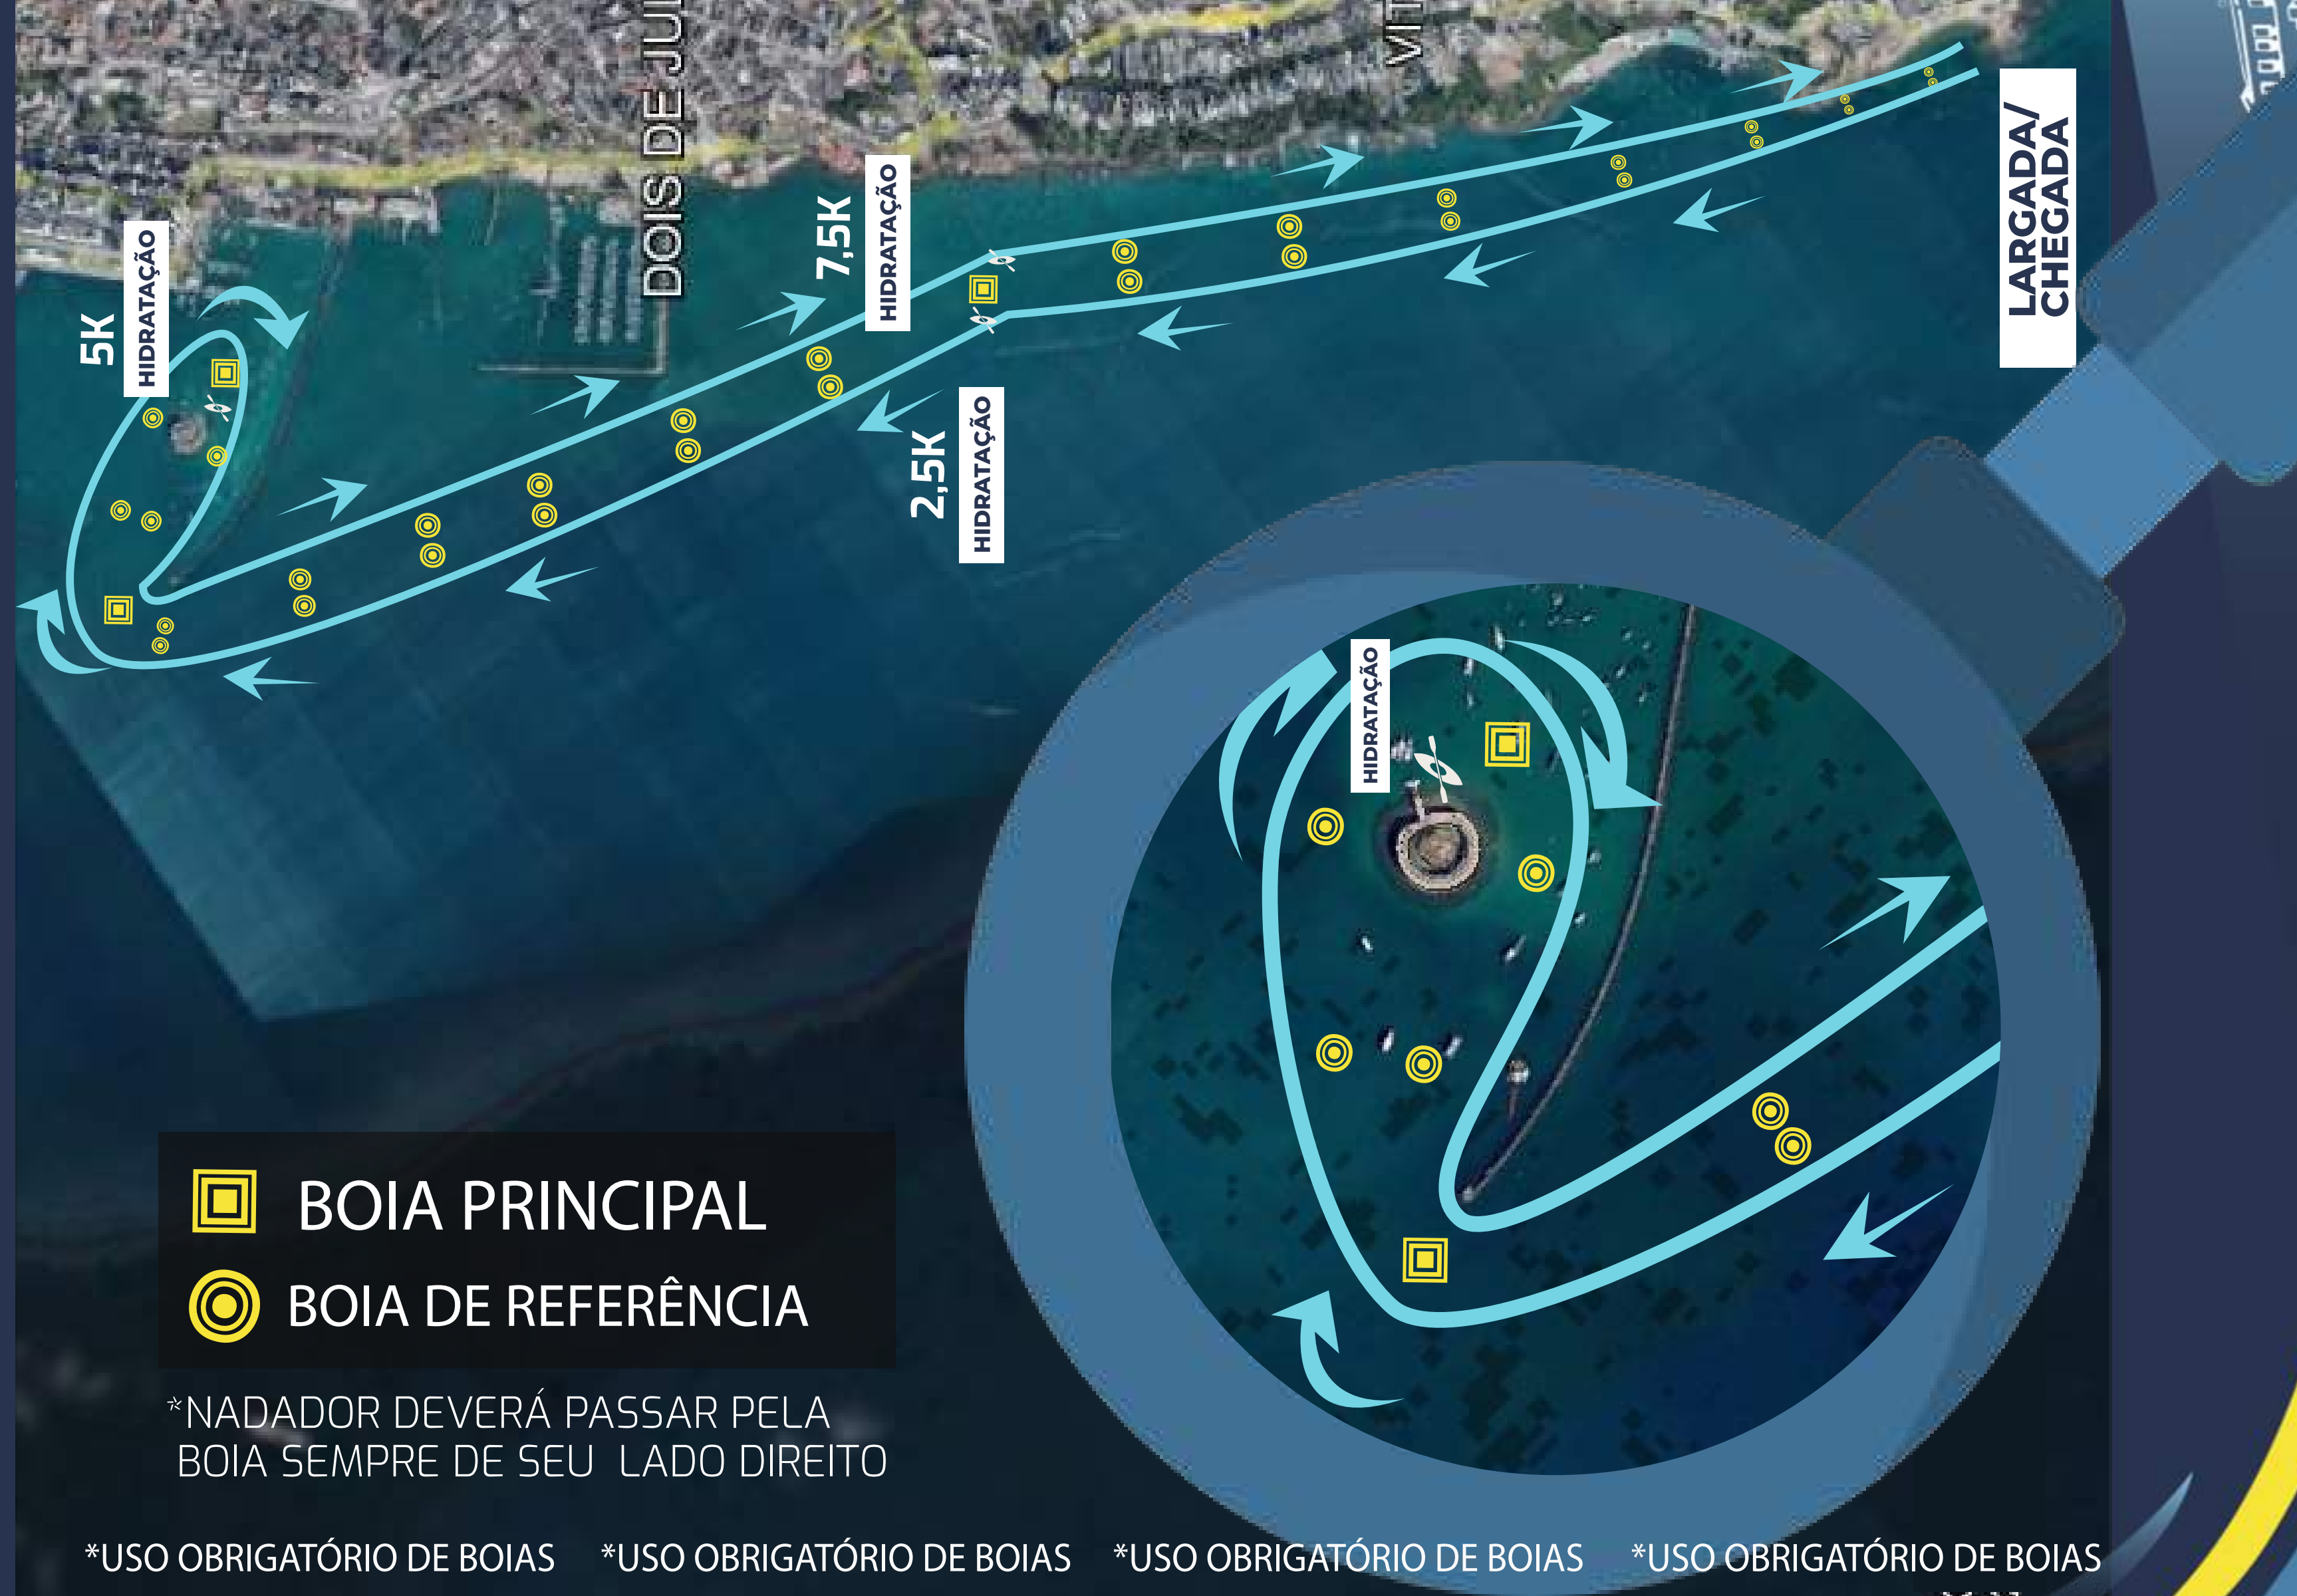 DOIS DE JUL
VIT
5K
HIDRATAÇÃO
7,5K
HIDRATAÇÃO
2,5K
HIDRATAÇÃO
LARGADA/
CHEGADA
HIDRATAÇÃO
BOIA PRINCIPAL
BOIA DE REFERÊNCIA
*NADADOR DEVERÁ PASSAR PELA
BOIA SEMPRE DE SEU LADO DIREITO
*USO OBRIGATÓRIO DE BOIAS *USO OBRIGATÓRIO DE BOIAS *USO OBRIGATÓRIO DE BOIAS *USO OBRIGATÓRIO DE BOIAS